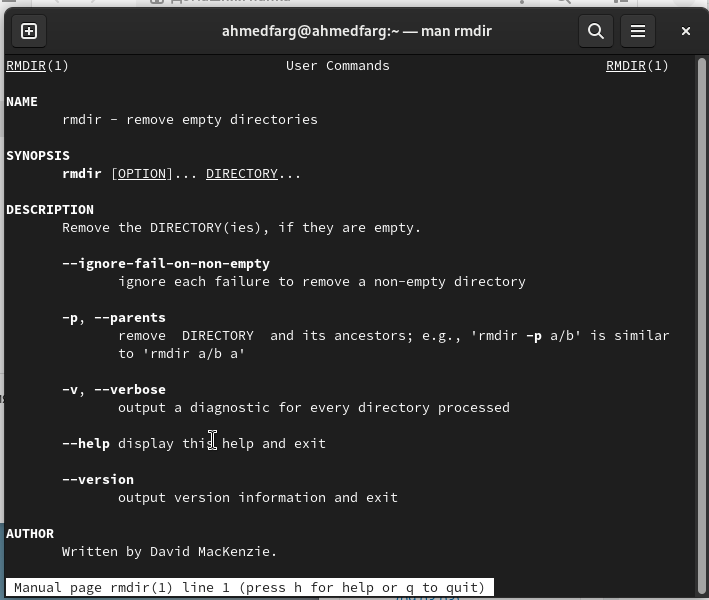 ahmedfarg@ahmedfarg:~ — man rmdir
RMDIR(1) User Commands RMDIR(1)
NAME
rmdir - remove empty directories
SYNOPSIS
rmdir [OPTION]... DIRECTORY...
DESCRIPTION
Remove the DIRECTORY(ies), if they are empty.
--ignore-fail-on-non-empty
ignore each failure to remove a non-empty directory
-p, --parents
remove DIRECTORY and its ancestors; e.g., 'rmdir -p a/b' is similar
to 'rmdir a/b a'
-v, --verbose
output a diagnostic for every directory processed
--help display this help and exit
--version
output version information and exit
AUTHOR
Written by David MacKenzie.
Manual page rmdir(1) line 1 (press h for help or q to quit)